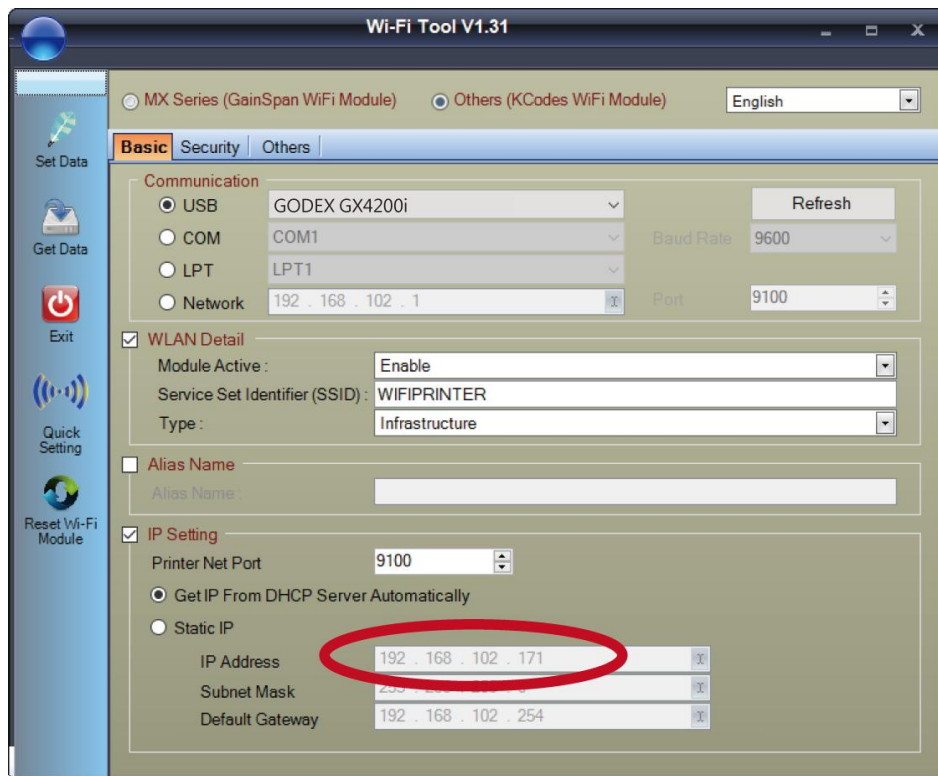 Wi-Fi Tool V1.31
MX Series (GainSpan WiFi Module) Others (KCodes WiFi Module) English
Set Data
Get Data
Exit
Quick
Setting
Reset Wi-Fi
Module
Basic Security Others
Communication
USB GODEX GX4200i Refresh
COM COM1 Baud Rate 9600
LPT LPT1
Network 192 . 168 . 102 . 1 Port 9100
WLAN Detail
Module Active : Enable
Service Set Identifier (SSID) : WIFIPRINTER
Type : Infrastructure
Alias Name
Alias Name :
IP Setting
Printer Net Port 9100
Get IP From DHCP Server Automatically
Static IP
IP Address 192 . 168 . 102 . 171
Subnet Mask
Default Gateway 192 . 168 . 102 . 254